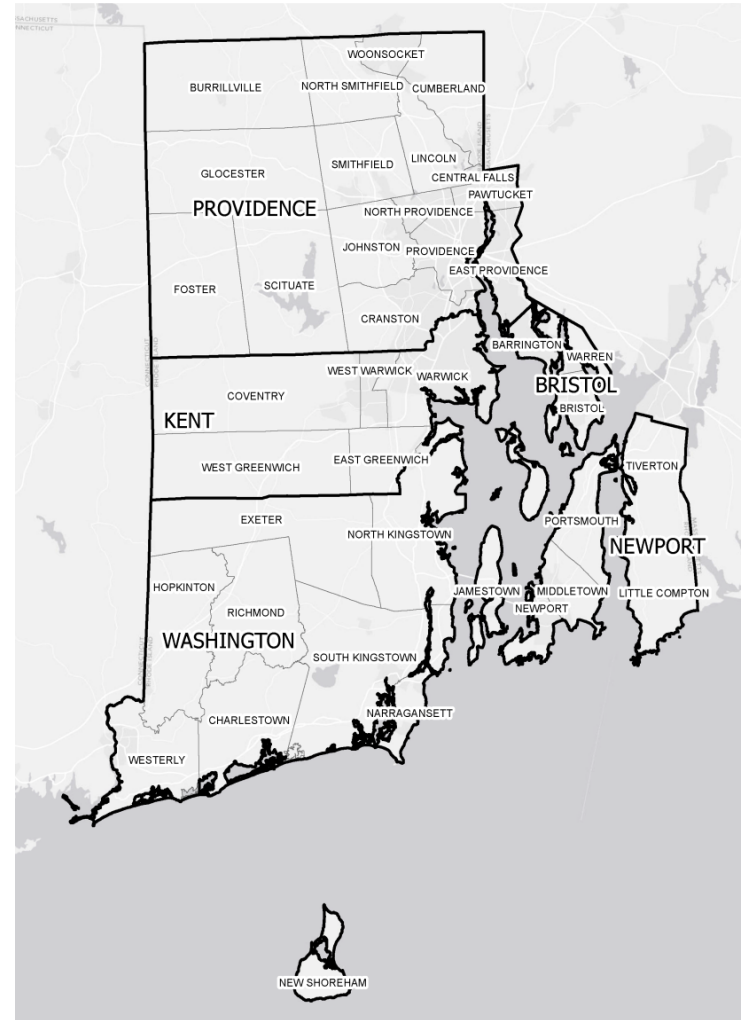 MASSACHUSETTS
CONNECTICUT
WOONSOCKET
BURRILLVILLE
NORTH SMITHFIELD
CUMBERLAND
LINCOLN
SMITHFIELD
GLOCESTER
CENTRAL FALLS
PAWTUCKET
PROVIDENCE
NORTH PROVIDENCE
JOHNSTON
PROVIDENCE
EAST PROVIDENCE
FOSTER
SCITUATE
CRANSTON
BARRINGTON
WARREN
WEST WARWICK
WARWICK
BRISTOL
COVENTRY
BRISTOL
KENT
WEST GREENWICH
EAST GREENWICH
TIVERTON
EXETER
PORTSMOUTH
NORTH KINGSTOWN
NEWPORT
HOPKINTON
JAMESTOWN
MIDDLETOWN
LITTLE COMPTON
NEWPORT
RICHMOND
WASHINGTON
SOUTH KINGSTOWN
NARRAGANSETT
CHARLESTOWN
WESTERLY
NEW SHOREHAM